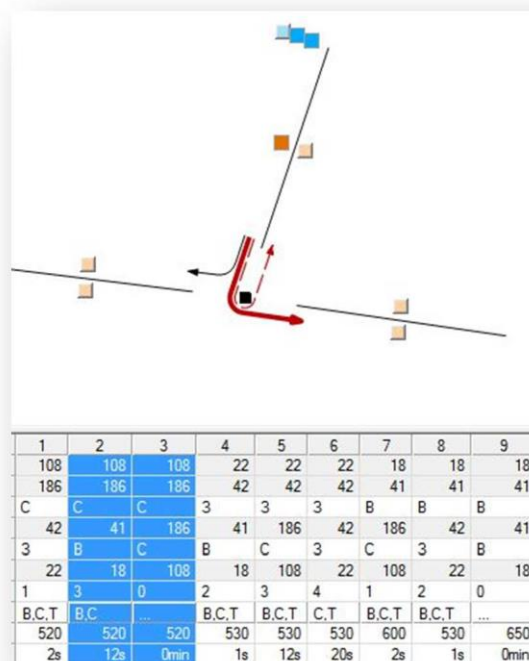 1 2 3 4 5 6 7 8 9
108 108 108 22 22 22 18 18 18
186 186 186 42 42 42 41 41 41
C C C 3 3 3 B B B
42 41 186 41 186 42 186 42 41
3 B C B C 3 C 3 B
22 18 108 18 108 22 108 22 18
1 3 0 2 3 4 1 2 0
B,C,T B,C ... B,C,T B,C,T C,T B,C,T B,C,T ...
520 520 520 530 530 530 600 530 650
2s 12s 0min 1s 12s 20s 2s 1s 0min